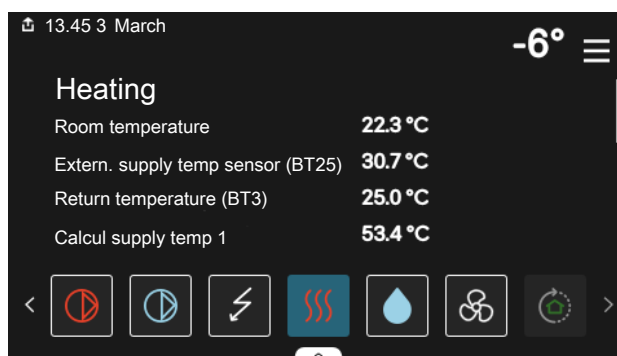 13.45 3 March
-6°
Heating
Room temperature 22.3 °C
Extern. supply temp sensor (BT25) 30.7 °C
Return temperature (BT3) 25.0 °C
Calcul supply temp 1 53.4 °C